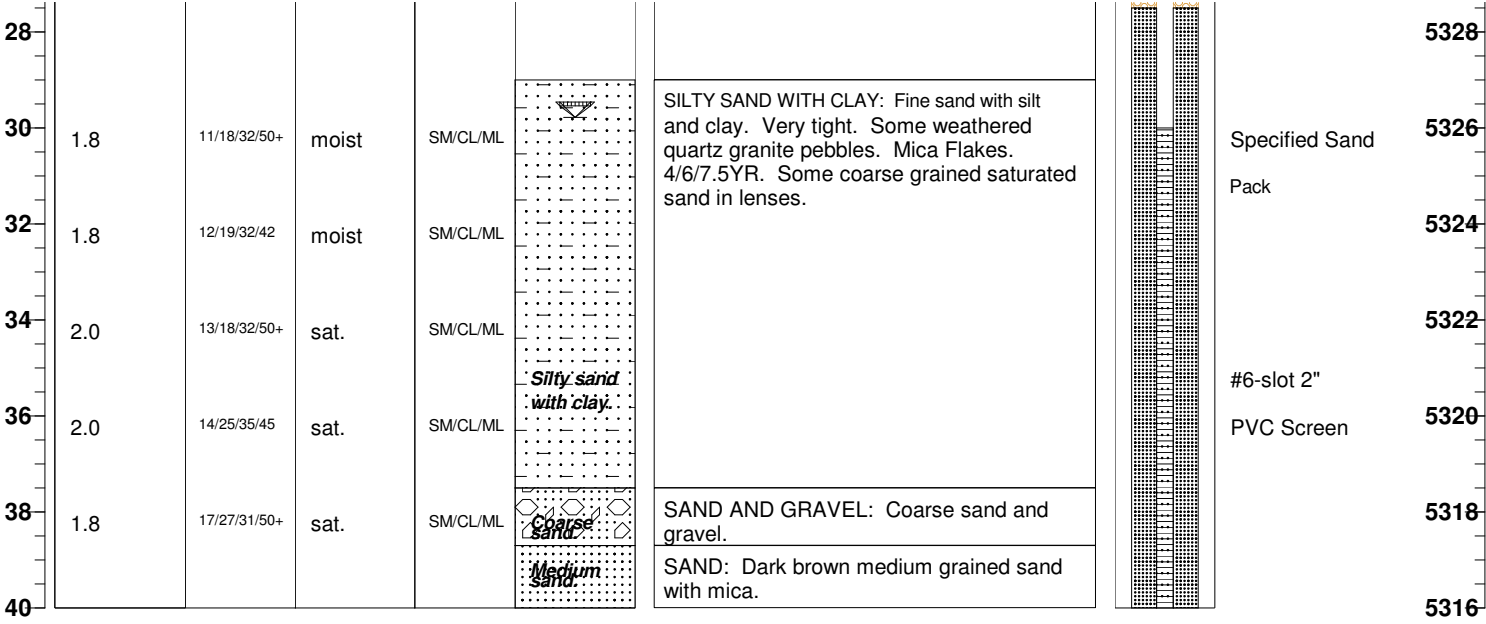 28
5328
SILTY SAND WITH CLAY: Fine sand with silt
and clay. Very tight. Some weathered
quartz granite pebbles. Mica Flakes.
4/6/7.5YR. Some coarse grained saturated
sand in lenses.
30
1.8
11/18/32/50+
moist
SM/CL/ML
Specified Sand
Pack
5326
32
1.8
12/19/32/42
moist
SM/CL/ML
5324
34
2.0
13/18/32/50+
sat.
SM/CL/ML
5322
Silty sand
with clay.
#6-slot 2"
PVC Screen
36
2.0
14/25/35/45
sat.
SM/CL/ML
5320
38
1.8
17/27/31/50+
sat.
SM/CL/ML
Coarse
sand.
SAND AND GRAVEL: Coarse sand and
gravel.
5318
Medium
sand.
SAND: Dark brown medium grained sand
with mica.
40
5316